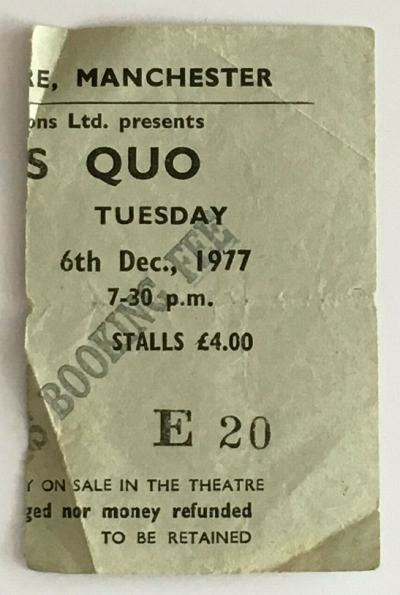 RE, MANCHESTER
ons Ltd. presents
S QUO
TUESDAY
6th Dec., 1977
7-30 p.m.
STALLS £4.00
S BOOKING FEE
E 20
Y ON SALE IN THE THEATRE
ged nor money refunded
TO BE RETAINED